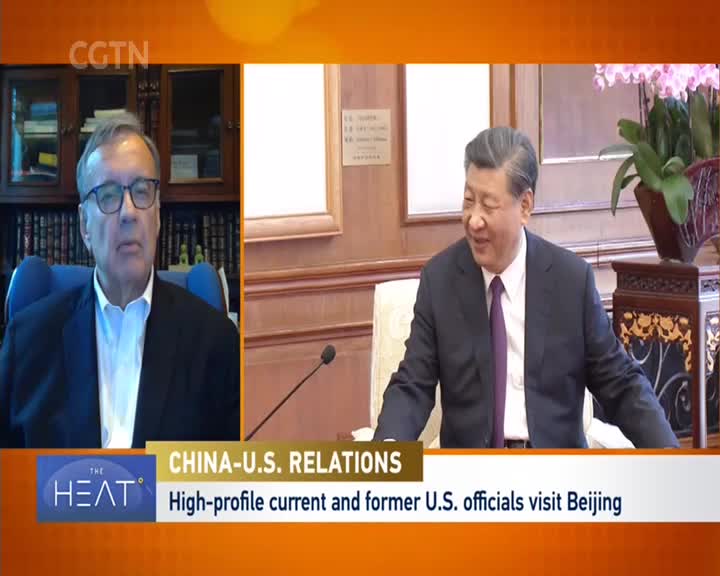 CGTN
CHINA-U.S. RELATIONS
THE
HEAT
High-profile current and former U.S. officials visit Beijing